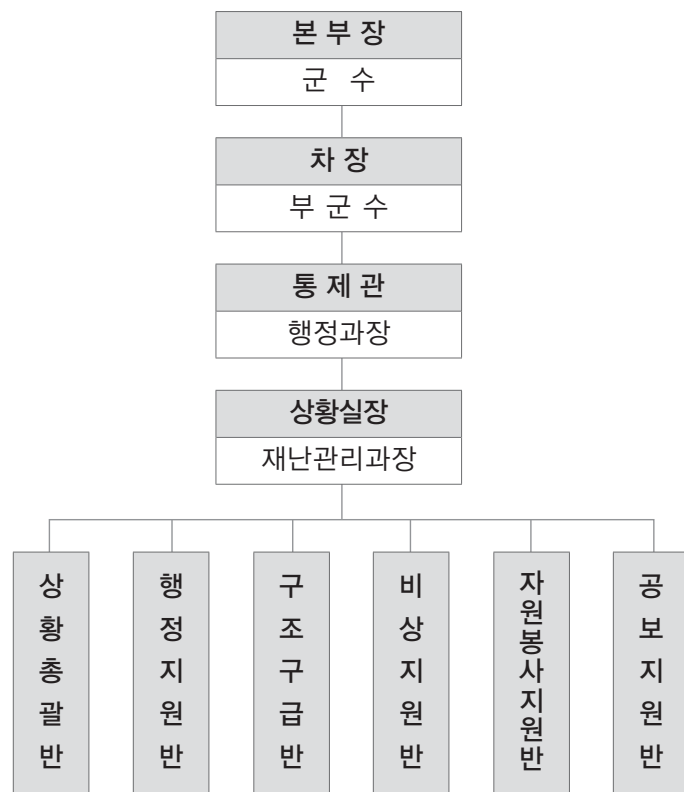 본 부 장
군 수
차 장
부 군 수
통 제 관
행정과장
상황실장
재난관리과장
상황총괄반
행정지원반
구조구급반
비상지원반
자원봉사지원반
공보지원반